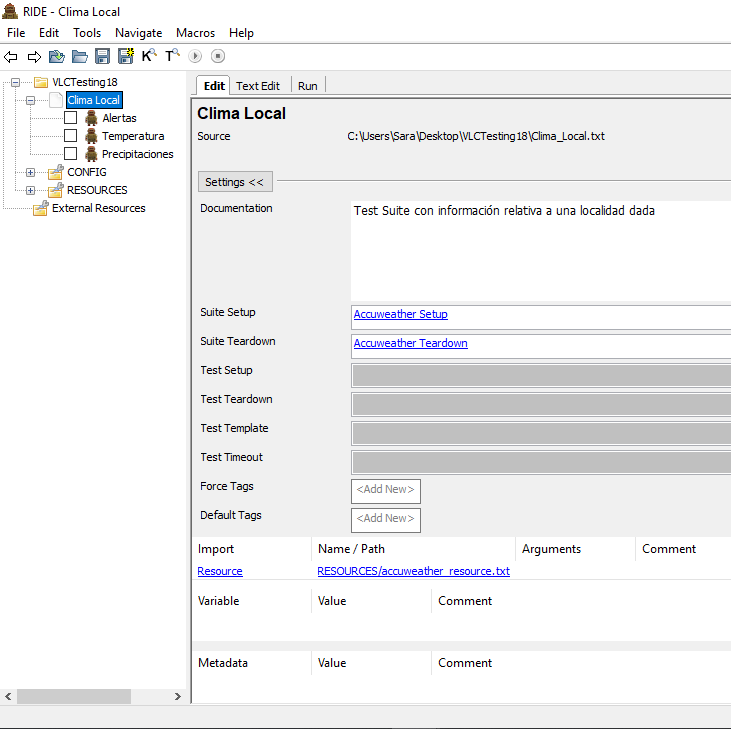 RIDE - Clima Local
File Edit Tools Navigate Macros Help
VLCTesting18
Clima Local
Alertas
Temperatura
Precipitaciones
CONFIG
RESOURCES
External Resources
Edit Text Edit Run
Clima Local
Source C:\Users\Sara\Desktop\VLCTesting18\Clima_Local.txt
Settings <<
Documentation Test Suite con información relativa a una localidad dada
Suite Setup Accuweather Setup
Suite Teardown Accuweather Teardown
Test Setup
Test Teardown
Test Template
Test Timeout
Force Tags <Add New>
Default Tags <Add New>
Import Name / Path Arguments Comment
Resource RESOURCES/accuweather_resource.txt
Variable Value Comment
Metadata Value Comment